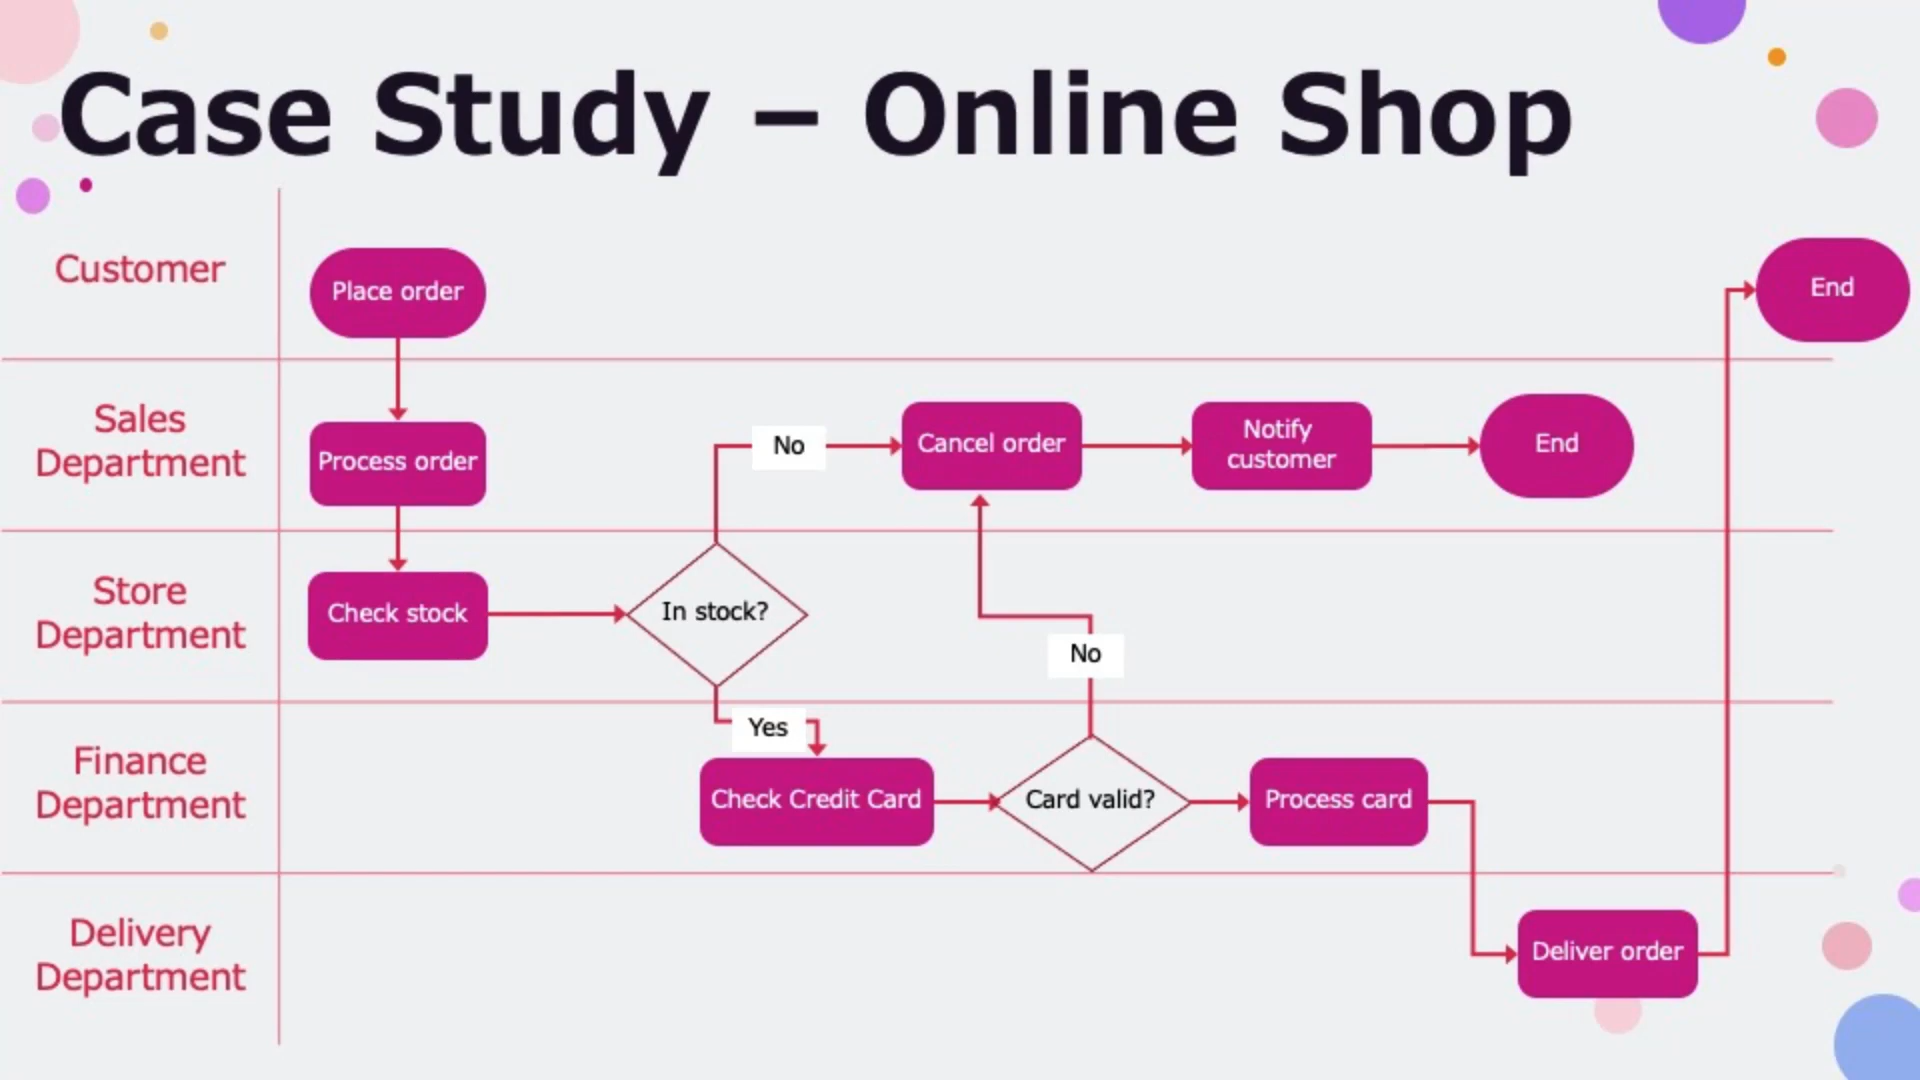 Case Study – Online Shop
Customer
Place order
End
Sales
Department
Process order
No
Cancel order
Notify
customer
End
Store
Department
Check stock
In stock?
No
Finance
Department
Yes
Check Credit Card
Card valid?
Process card
Delivery
Department
Deliver order